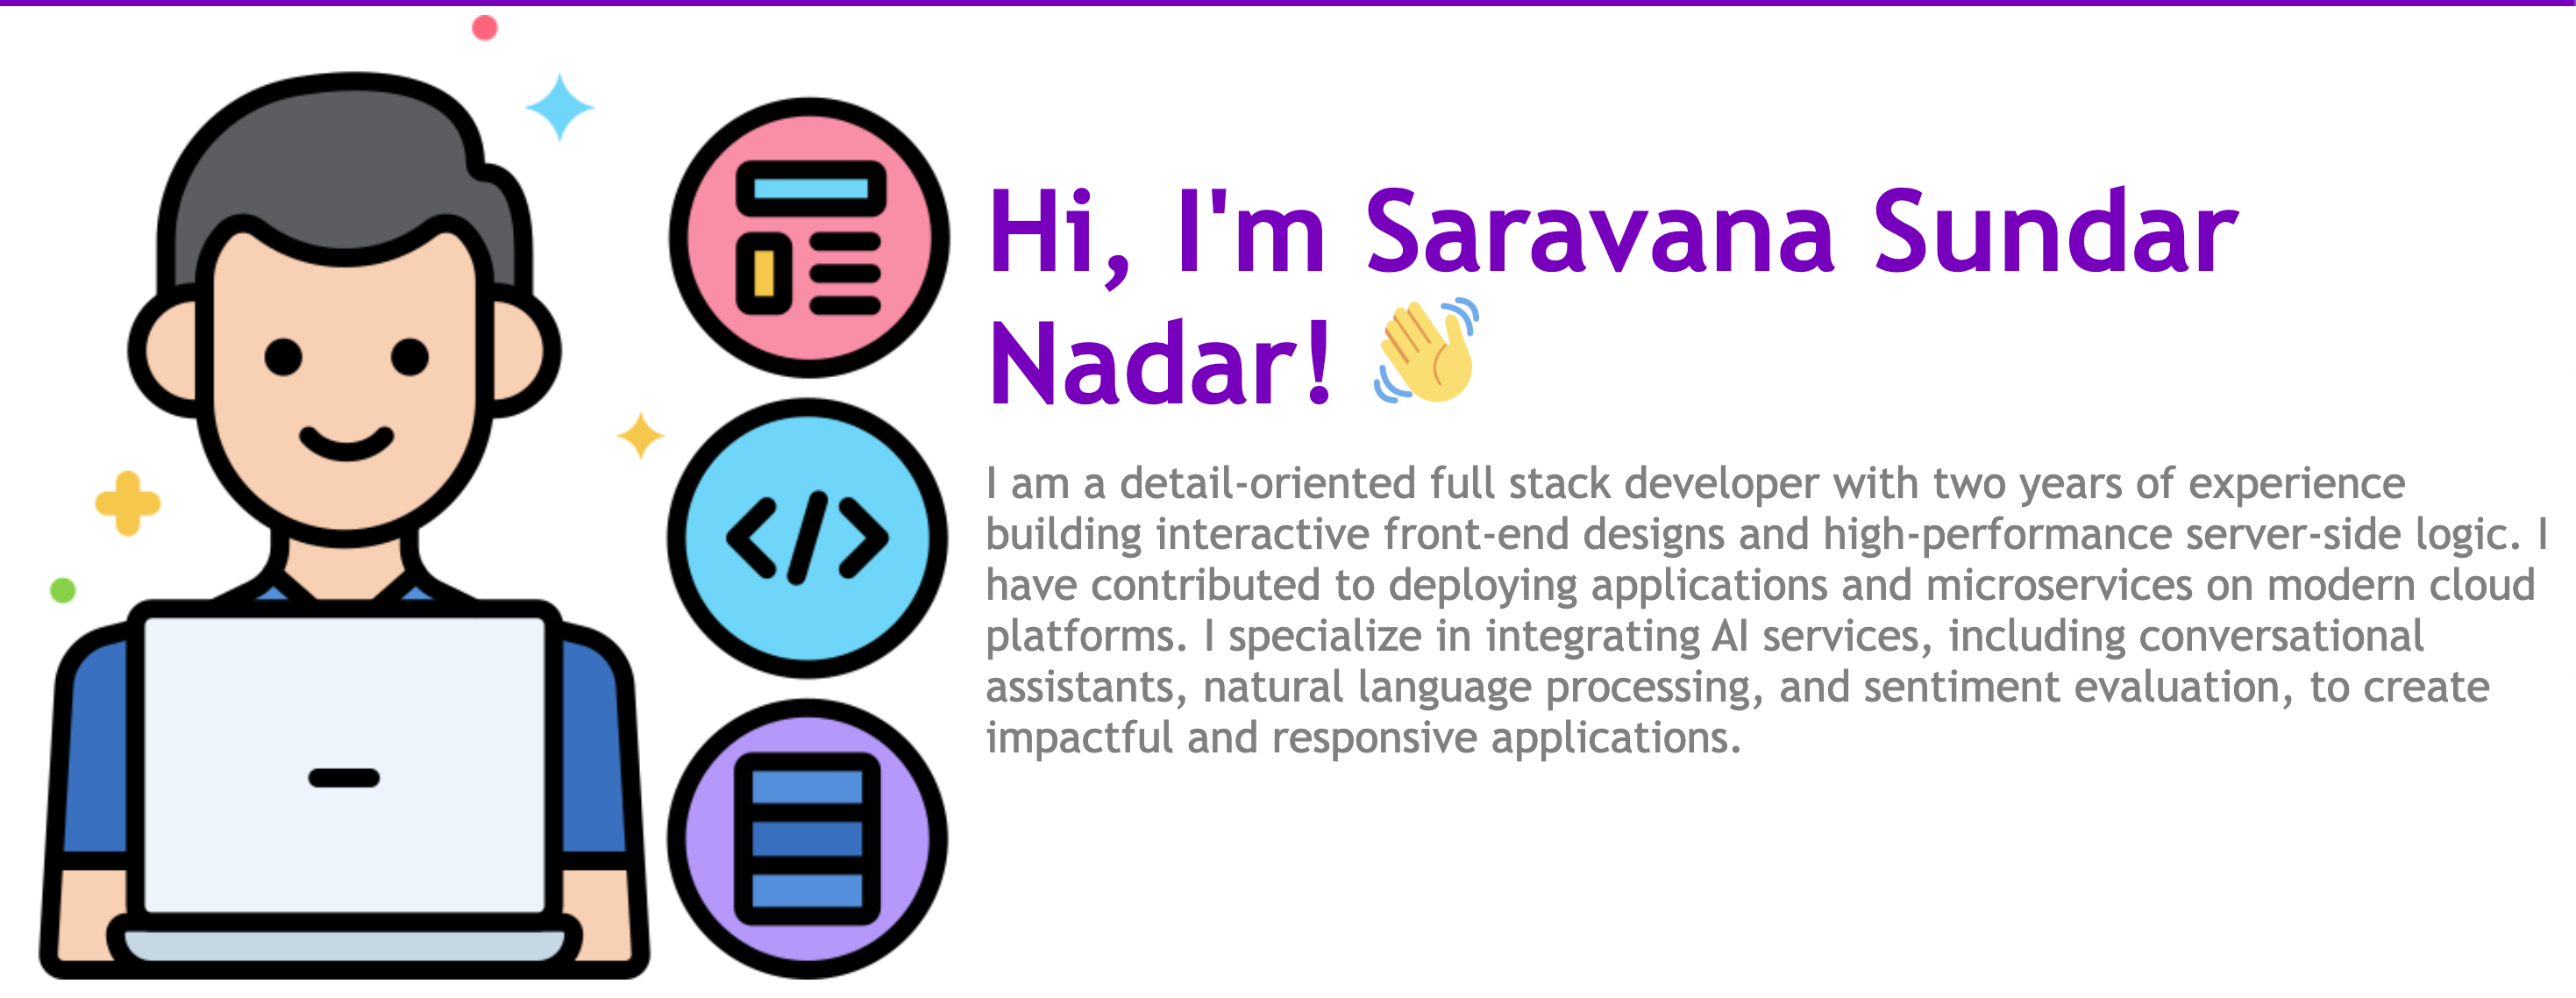 Hi, I'm Saravana Sundar
Nadar! 👋
I am a detail-oriented full stack developer with two years of experience
building interactive front-end designs and high-performance server-side logic. I
have contributed to deploying applications and microservices on modern cloud
platforms. I specialize in integrating AI services, including conversational
assistants, natural language processing, and sentiment evaluation, to create
impactful and responsive applications.